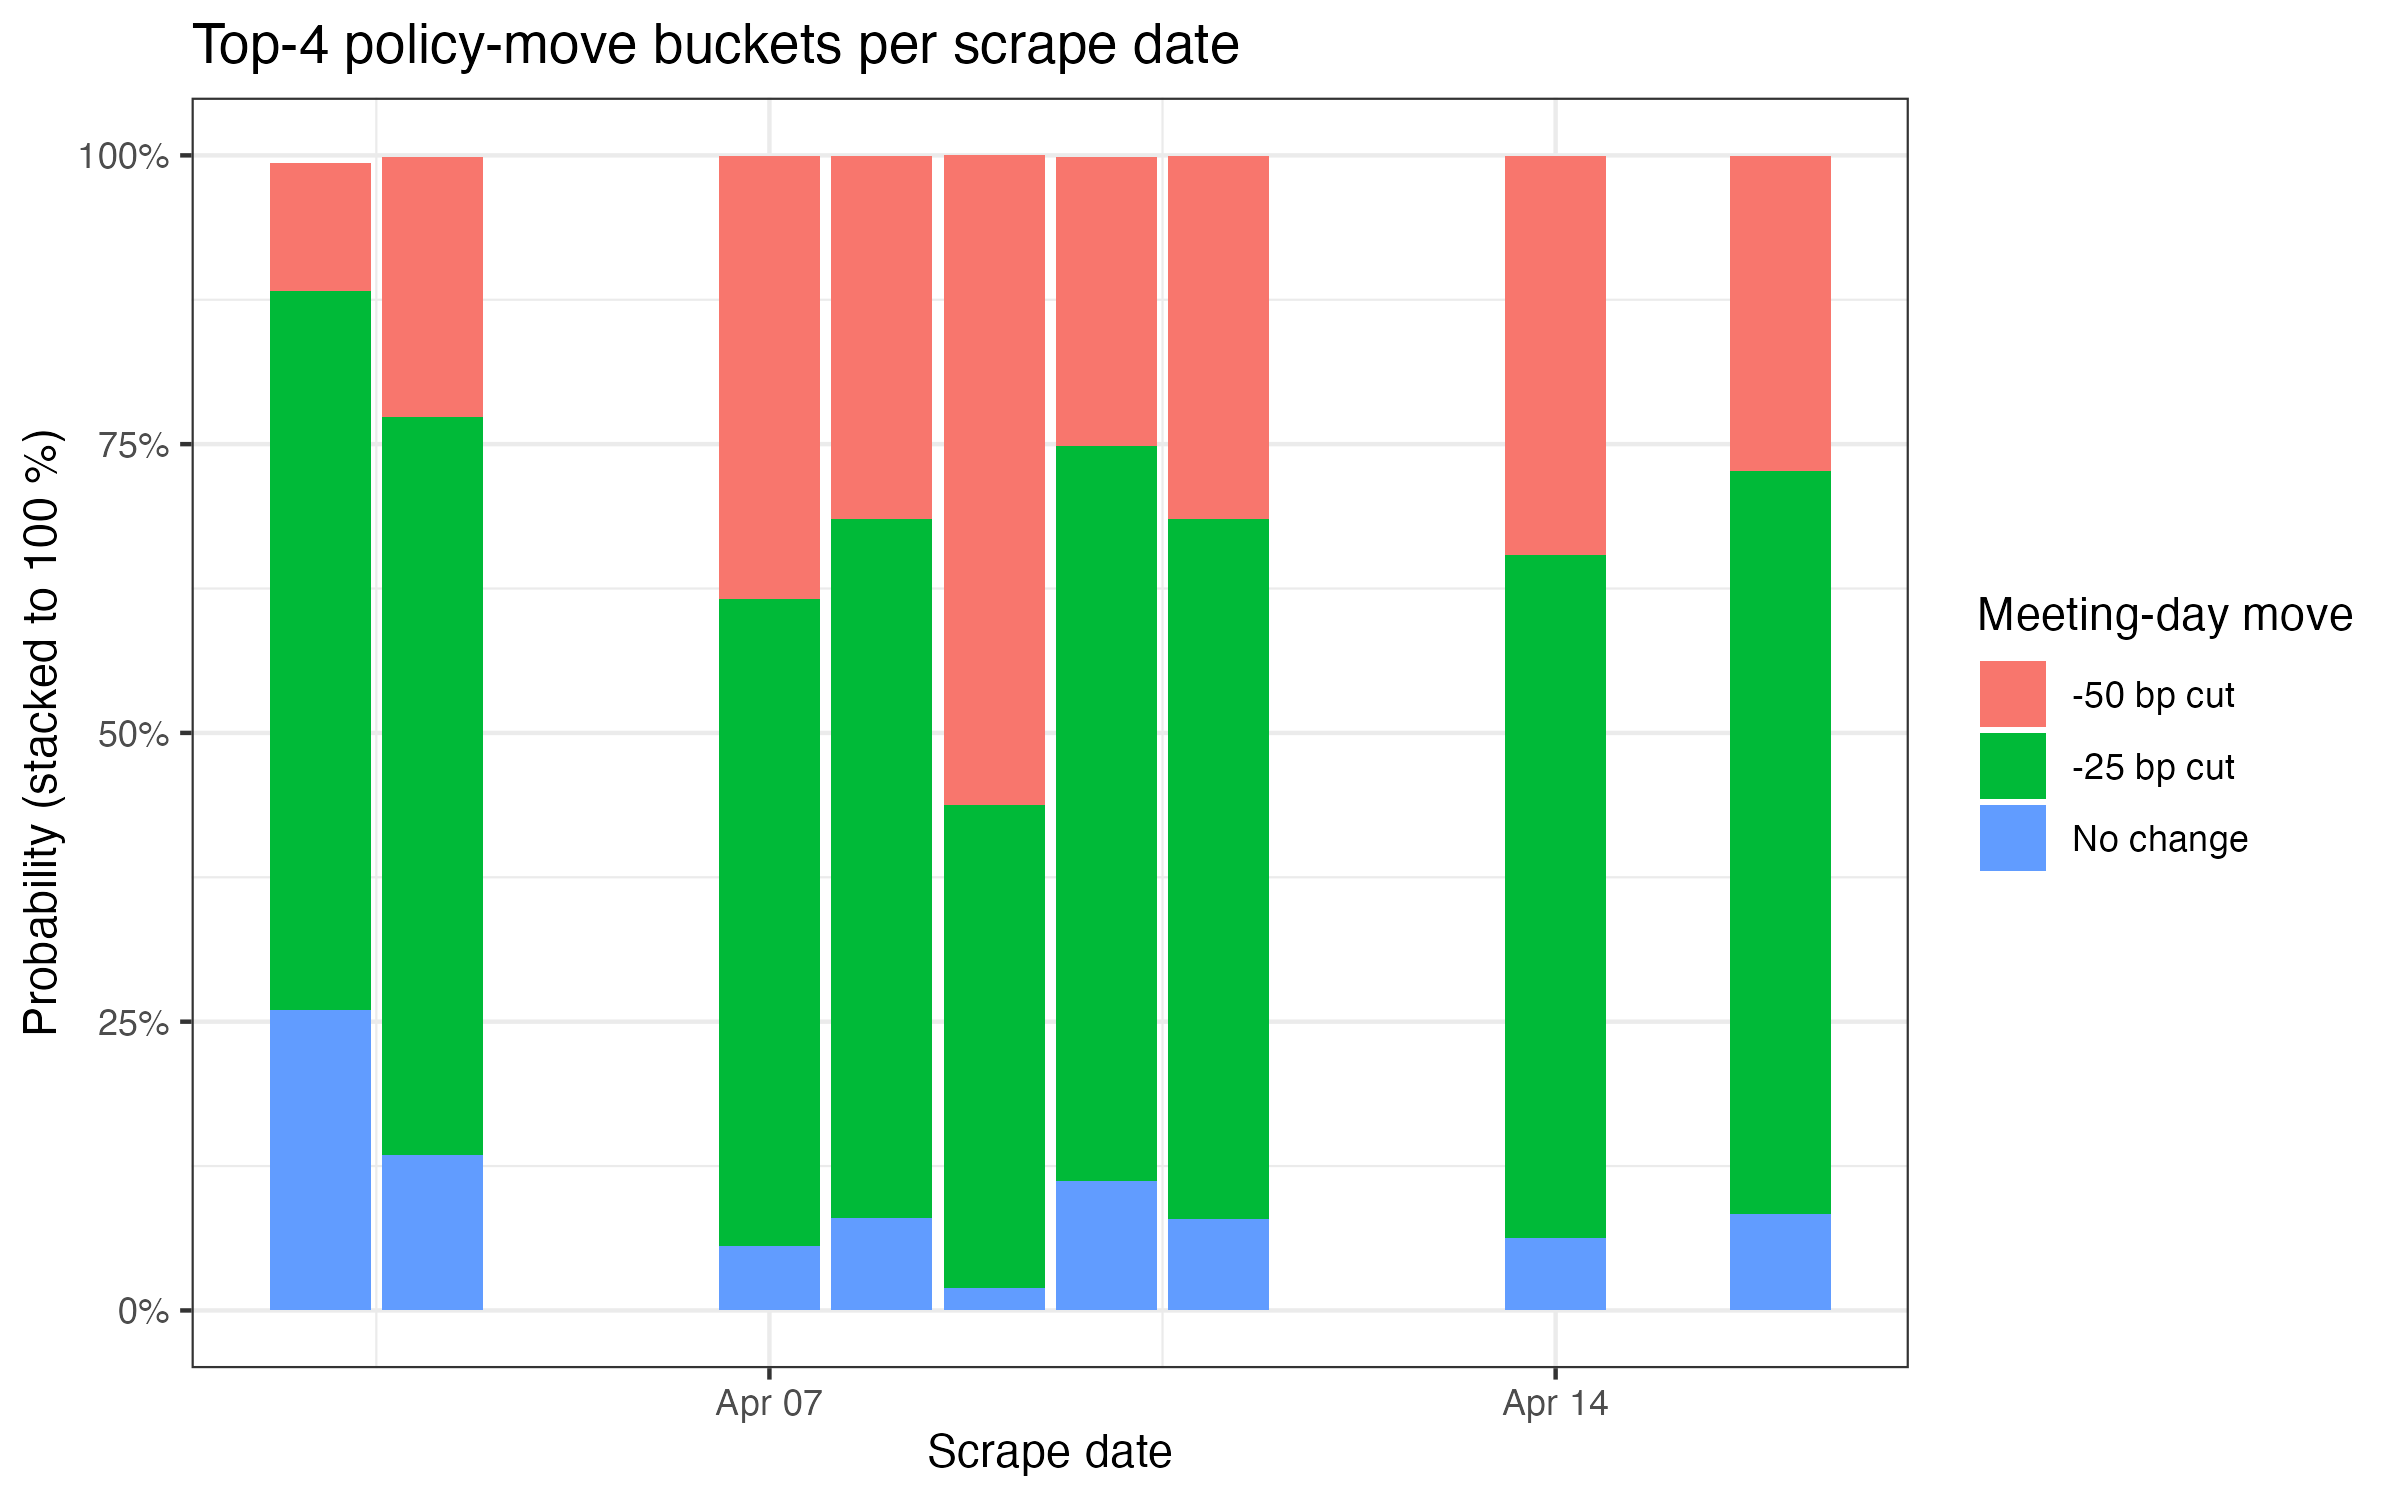 Top-4 policy-move buckets per scrape date
Probability (stacked to 100 %)
100%
75%
50%
25%
0%
Apr 07
Apr 14
Scrape date
Meeting-day move
-50 bp cut
-25 bp cut
No change